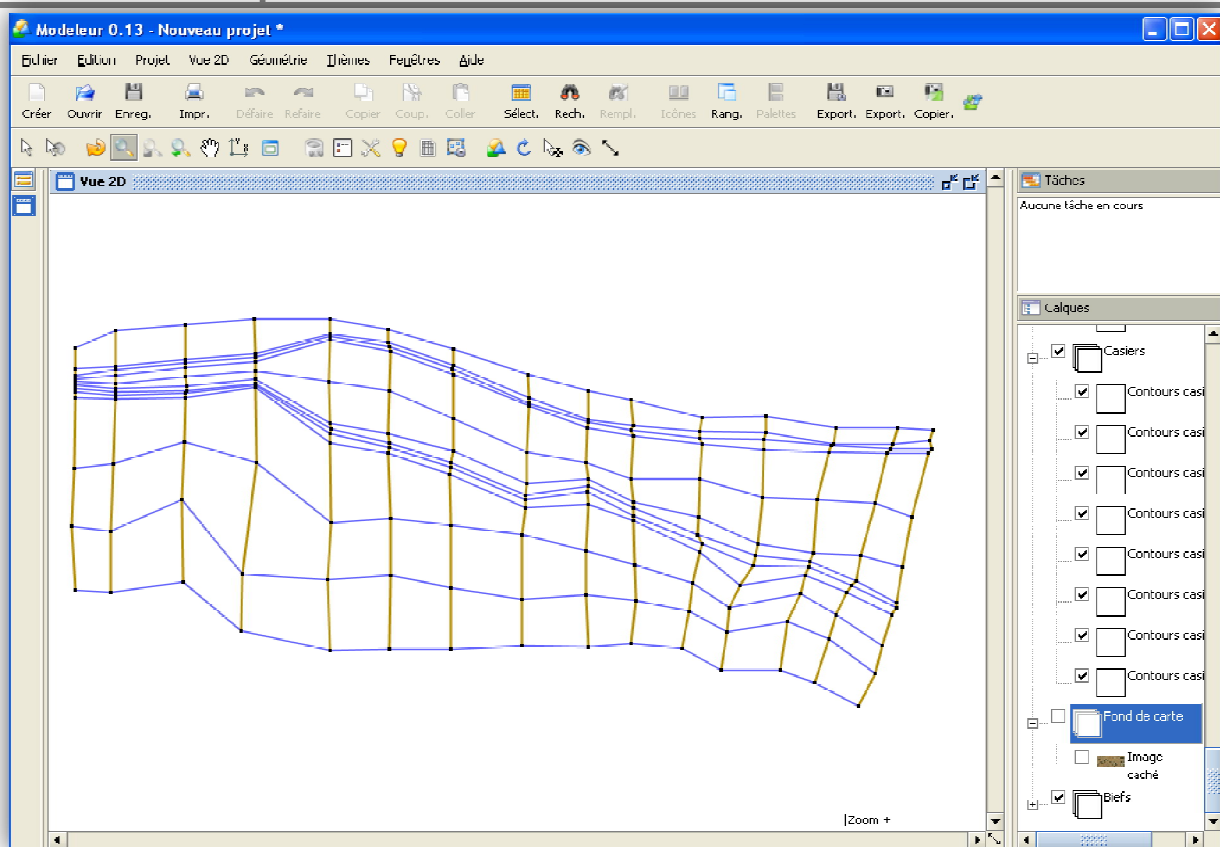 Modeleur 0.13 - Nouveau projet *
Fichier Edition Projet Vue 2D Géométrie Thèmes Fenêtres Aide
Créer Ouvrir Enreg. Impr. Défaire Refaire Copier Coup. Coller Sélect. Rech. Rempl. Icônes Rang. Palettes Export. Export. Copier.
Vue 2D
Tâches
Aucune tâche en cours
Calques
Casiers
Contours casi
Contours casi
Contours casi
Contours casi
Contours casi
Contours casi
Contours casi
Contours casi
Fond de carte
Image
caché
Biefs
Zoom +